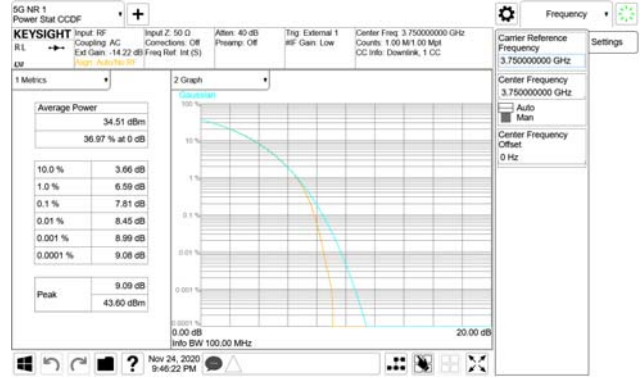 5G NR 1
Power Stat CCDF
Frequency
KEYSIGHT
RL
Input: RF
Coupling: AC
Ext Gain: -14.22 dB
Align: Auto/No RF
Input Z: 50 Ω
Corrections: Off
Freq Ref: Int (S)
Atten: 40 dB
Preamp: Off
Trig: External 1
#IF Gain: Low
Center Freq: 3.750000000 GHz
Counts: 1.00 M/1.00 Mpt
CC Info: Downlink, 1 CC
Carrier Reference
Frequency
3.750000000 GHz
Settings
Center Frequency
3.750000000 GHz
Auto
Man
Center Frequency
Offset
0 Hz
1 Metrics
Average Power
34.51 dBm
36.97 % at 0 dB
10.0 % 3.66 dB
1.0 % 6.59 dB
0.1 % 7.81 dB
0.01 % 8.45 dB
0.001 % 8.99 dB
0.0001 % 9.08 dB
Peak
9.09 dB
43.60 dBm
2 Graph
Gaussian
100 %
10 %
1 %
0.1 %
0.01 %
0.001 %
0.0001 %
0.00 dB
20.00 dB
Info BW 100.00 MHz
Nov 24, 2020
9:46:22 PM